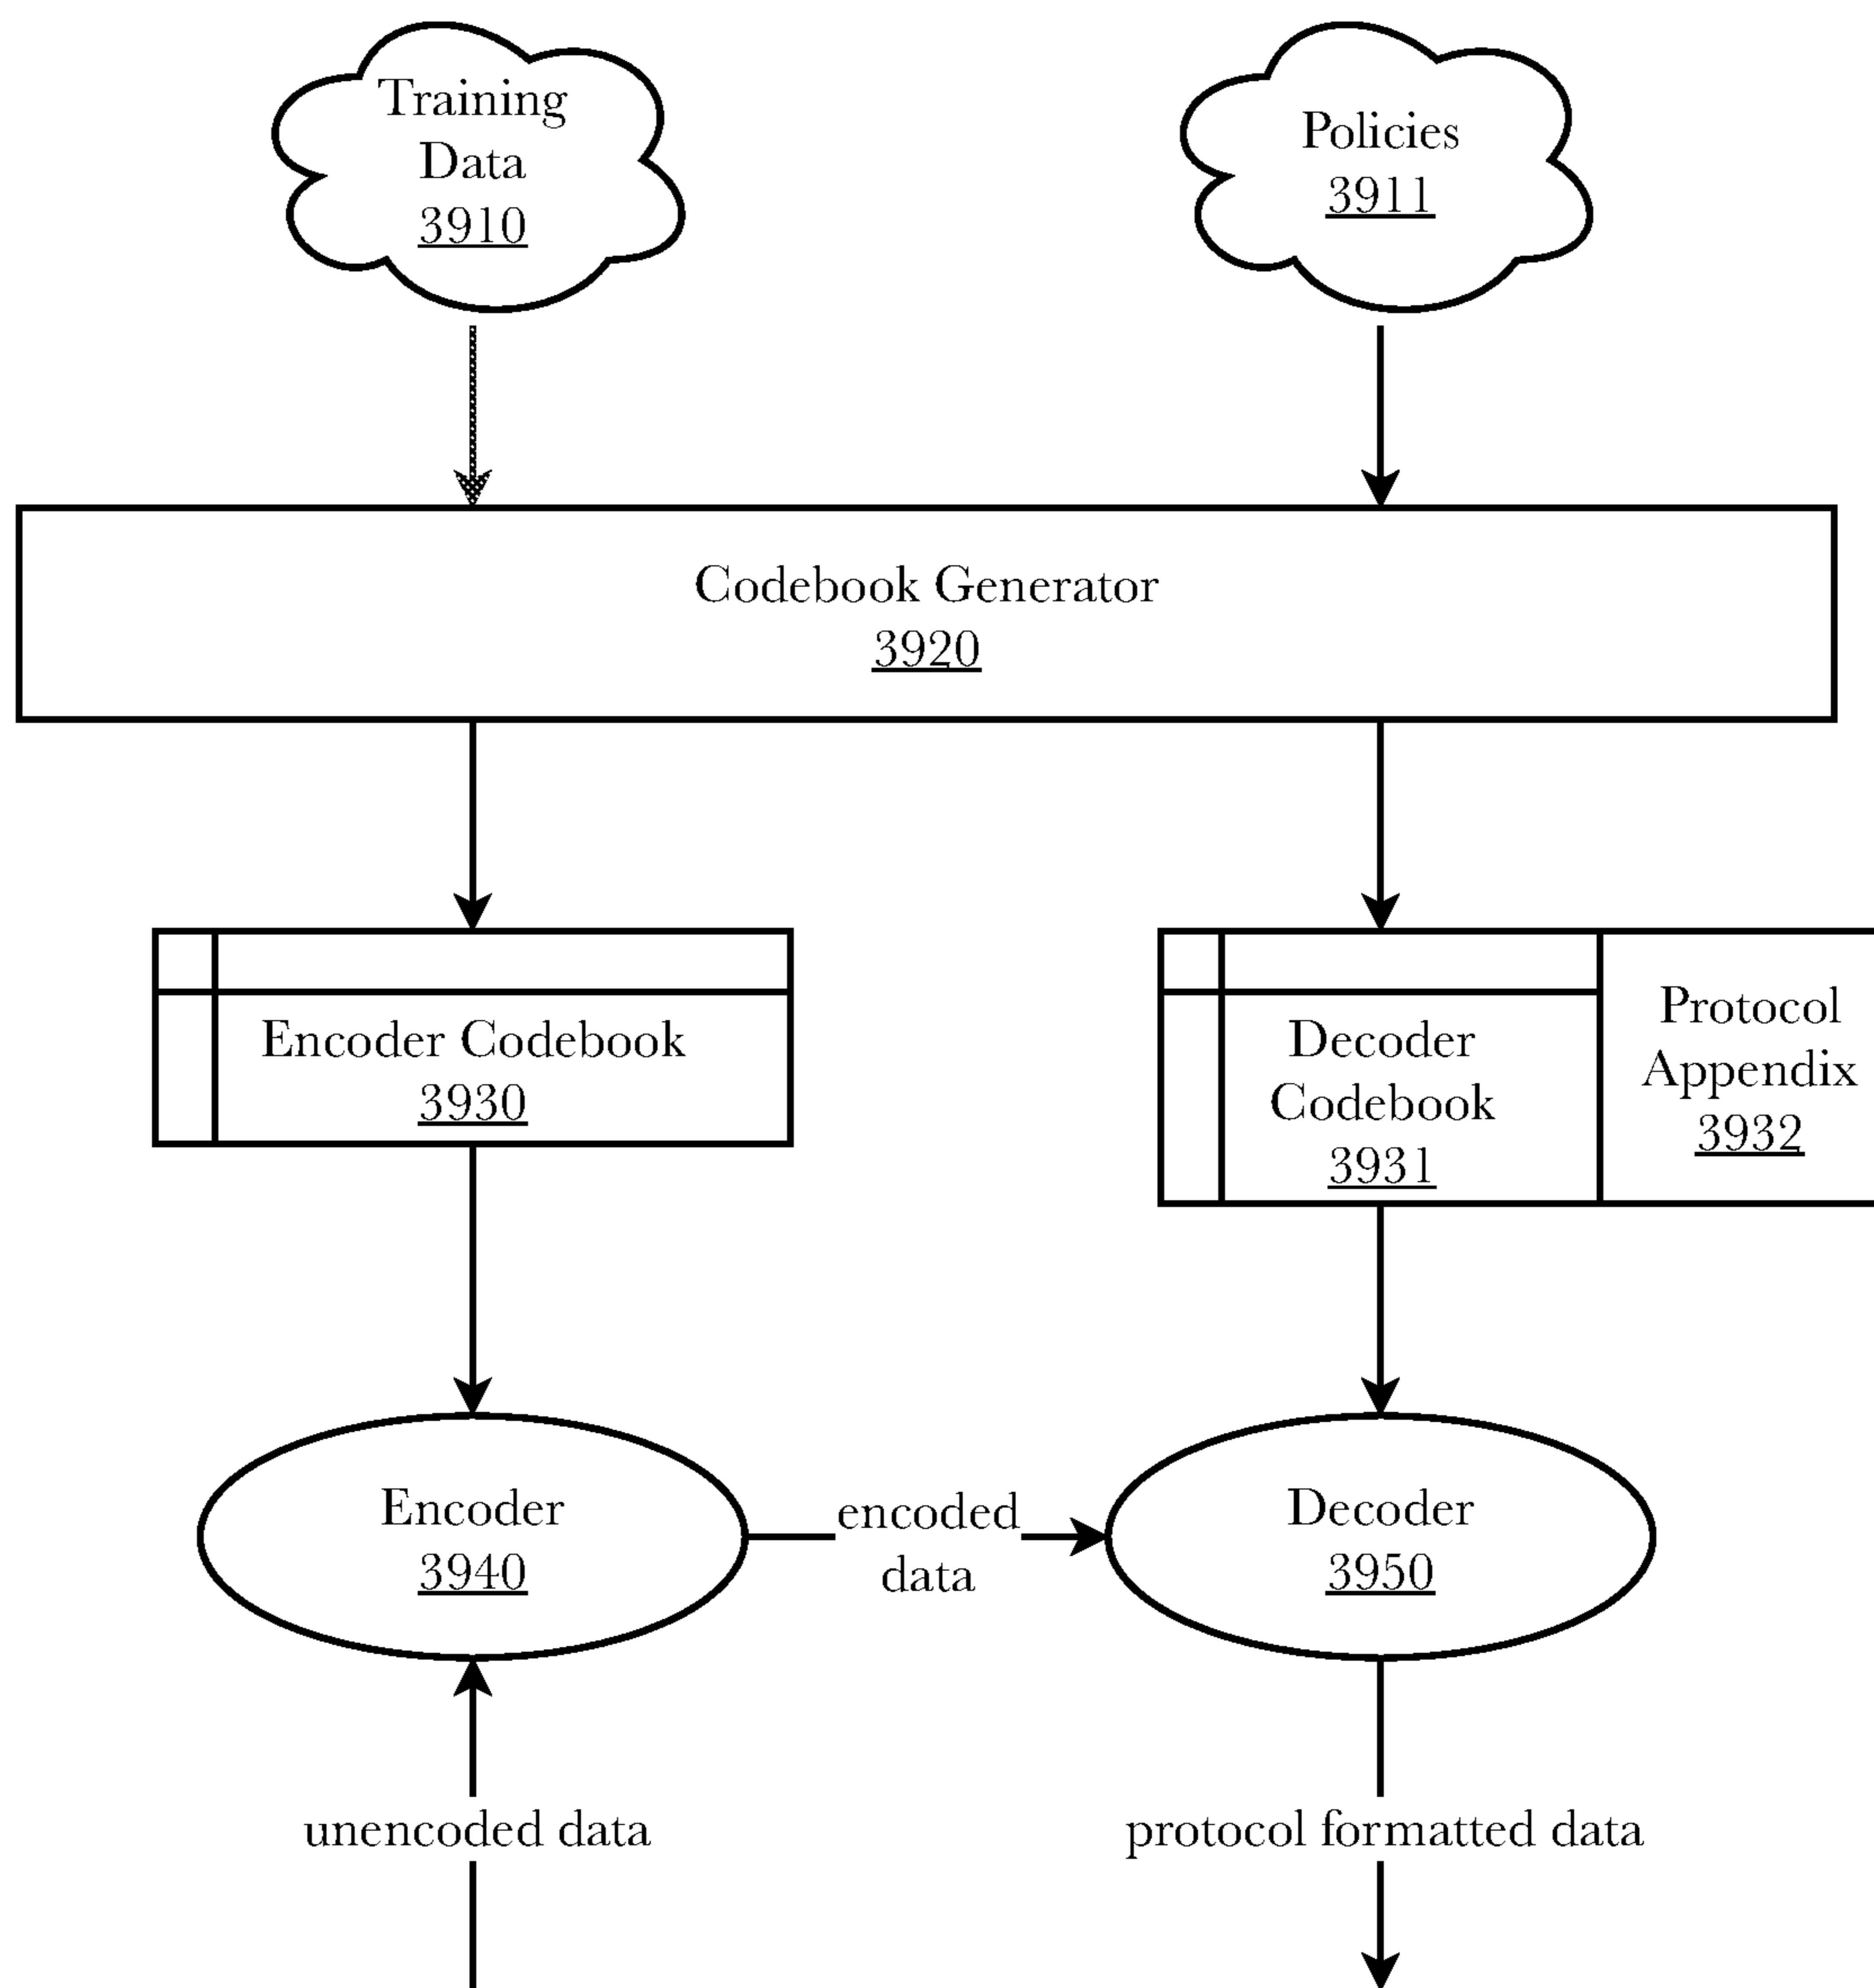 Training
Data
3910
Policies
3911
Codebook Generator
3920
Encoder Codebook
3930
Decoder
Codebook
3931
Protocol
Appendix
3932
Encoder
3940
encoded
data
Decoder
3950
unencoded data
protocol formatted data